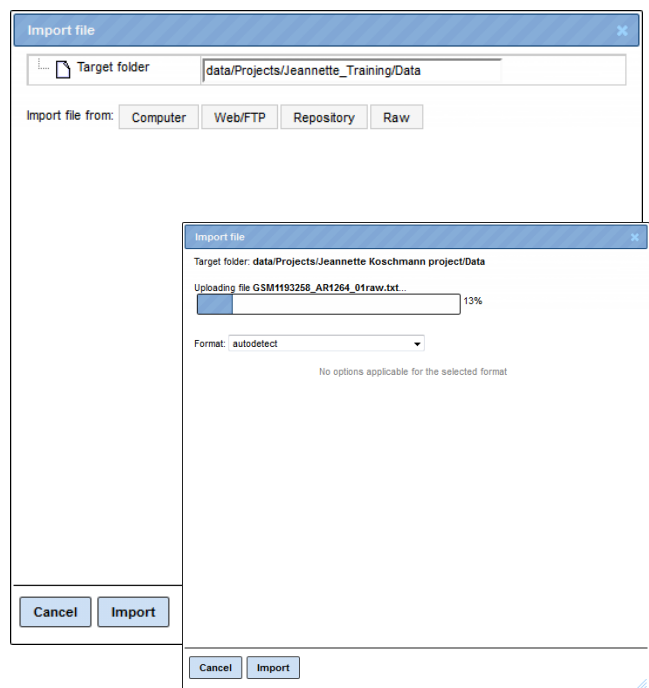 Import file
Target folder data/Projects/Jeannette_Training/Data
Import file from: Computer Web/FTP Repository Raw
Cancel Import
Import file
Target folder: data/Projects/Jeannette Koschmann project/Data
Uploading file GSM1193258_AR1264_01raw.txt...
13%
Format: autodetect
No options applicable for the selected format
Cancel Import